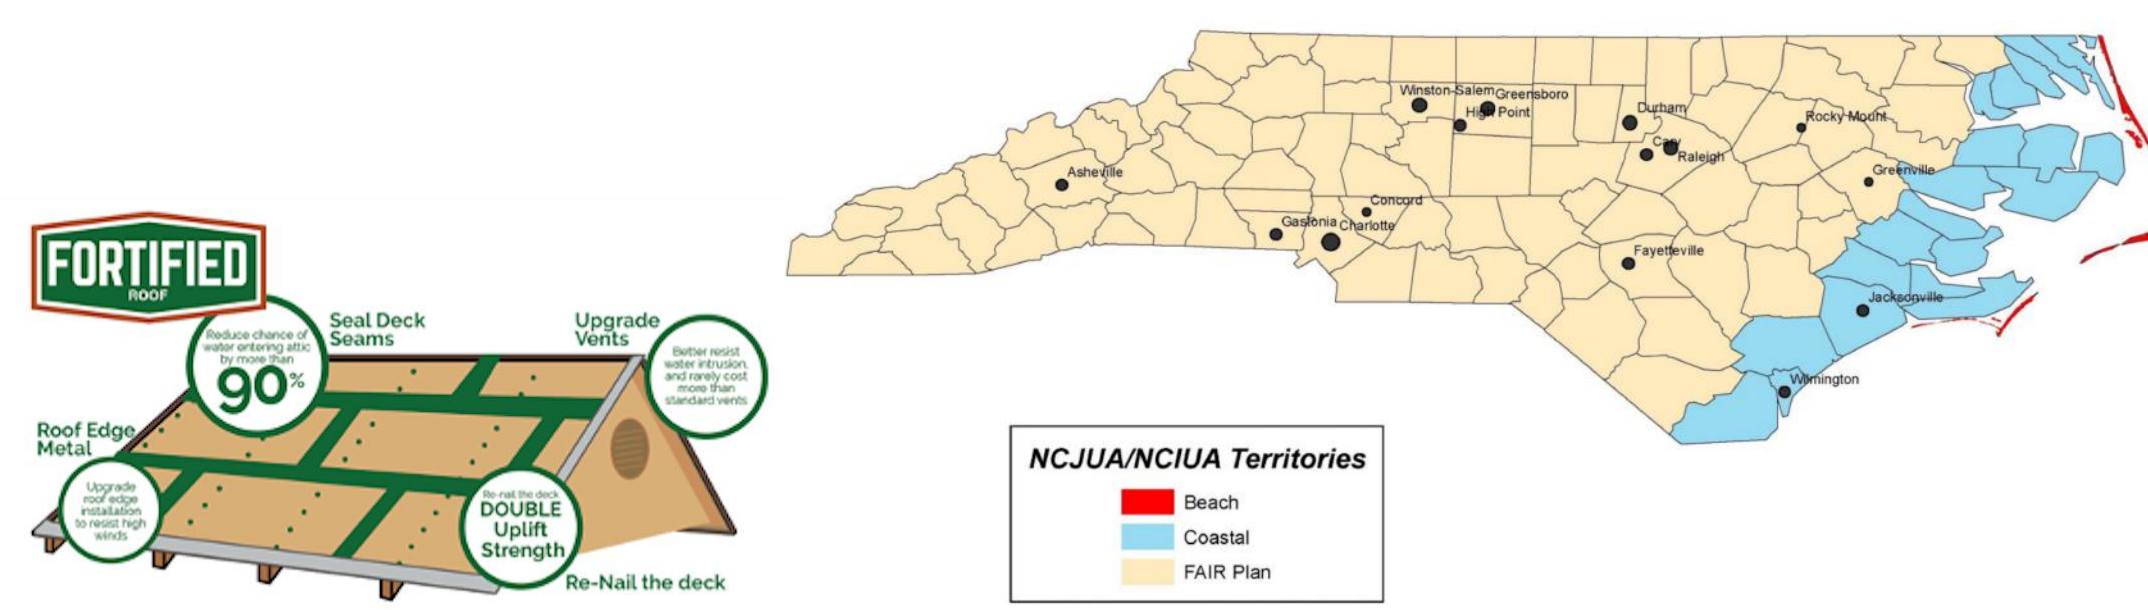 FORTIFIED
ROOF
Reduce chance of
water entering attic
by more than
90%
Seal Deck
Seams
Upgrade
Vents
Better resist
water intrusion,
and rarely cost
more than
standard vents
Roof Edge
Metal
Upgrade
roof edge
installation
to resist high
winds
Re-nail the deck
DOUBLE
Uplift
Strength
Re-Nail the deck
Winston-Salem
Greensboro
High Point
Durham
Rocky Mount
Cary
Raleigh
Asheville
Greenville
Concord
Gastonia
Charlotte
Fayetteville
Jacksonville
Wilmington
NCJUA/NCIUA Territories
Beach
Coastal
FAIR Plan